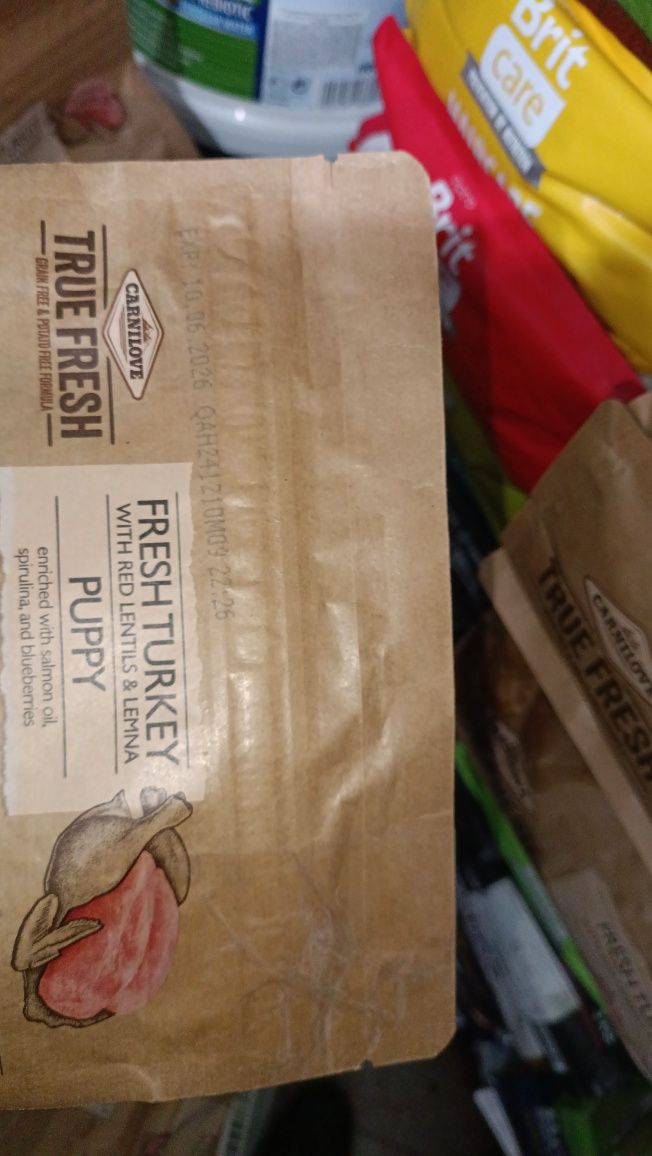 EXP: 10.06.2026 QAH241210M09 22:26
CARNILOVE
TRUE FRESH
GRAIN FREE & POTATO FREE FORMULA
FRESH TURKEY
WITH RED LENTILS & LEMNA
PUPPY
enriched with salmon oil,
spirulina, and blueberries
Brit
care
Brit
CARNILOVE
TRUE FRESH